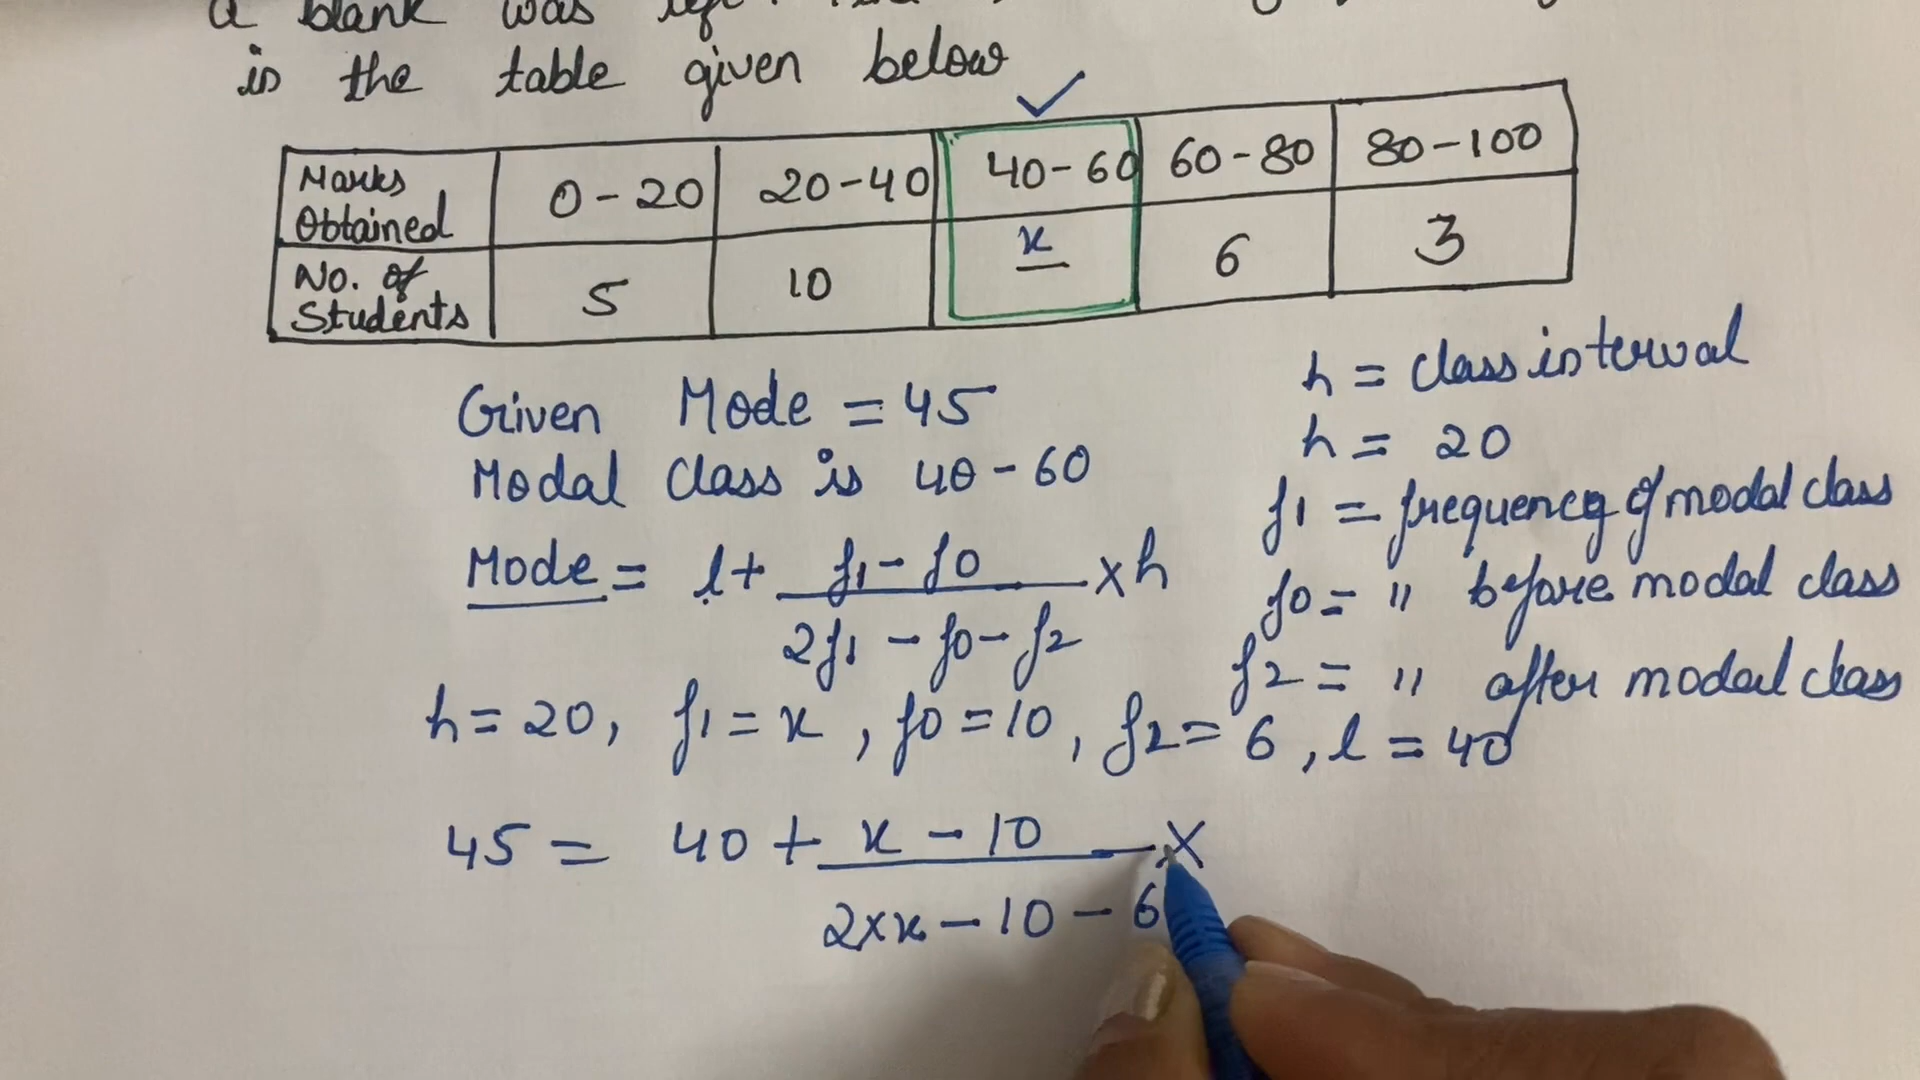 a blank was
is the table given below
Marks Obtained 0-20 20-40 40-60 60-80 80-100
No. of Students 5 10 x 6 3
Given Mode = 45
Modal Class is 40-60
Mode = l + f1 - f0 / 2f1 - f0 - f2 × h
h = class interval
h = 20
f1 = frequency of modal class
f0 = " before modal class
f2 = " after modal class
h = 20, f1 = x, f0 = 10, f2 = 6, l = 40
45 = 40 + x - 10 / 2×x - 10 - 6 ×